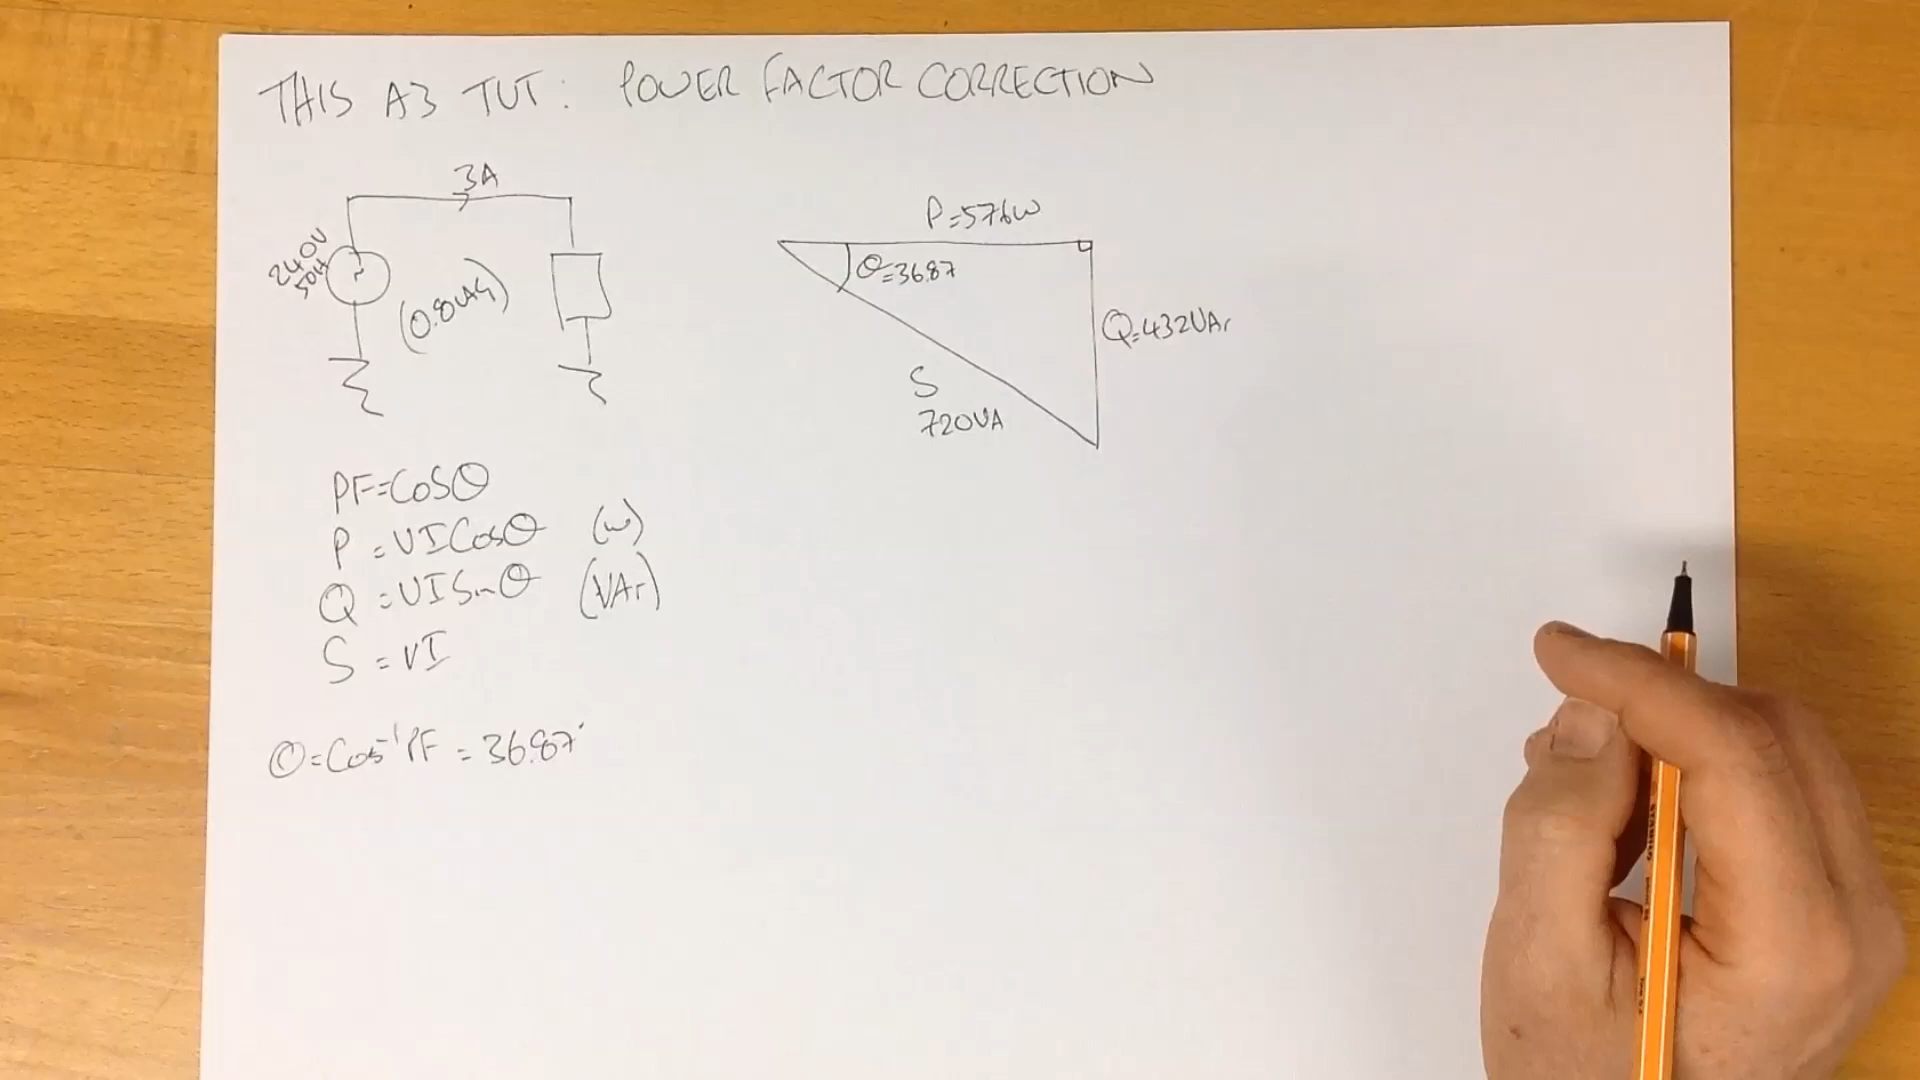 THIS A3 TUT: POWER FACTOR CORRECTION
3A
240V
50H
(0.8LAG)
P=576W
θ=36.87
Q=432VAr
S
720VA
PF=COSθ
P=VICosθ (W)
Q=VISinθ (VAr)
S=VI
θ=Cos⁻¹PF=36.87°